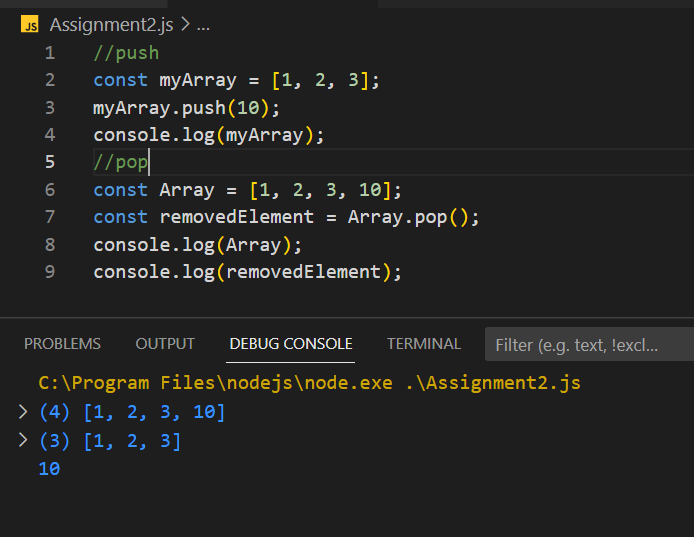 JS Assignment2.js > ...
1 //push
2 const myArray = [1, 2, 3];
3 myArray.push(10);
4 console.log(myArray);
5 //pop
6 const Array = [1, 2, 3, 10];
7 const removedElement = Array.pop();
8 console.log(Array);
9 console.log(removedElement);
PROBLEMS OUTPUT DEBUG CONSOLE TERMINAL Filter (e.g. text, !excl...
C:\Program Files\nodejs\node.exe .\Assignment2.js
> (4) [1, 2, 3, 10]
> (3) [1, 2, 3]
10